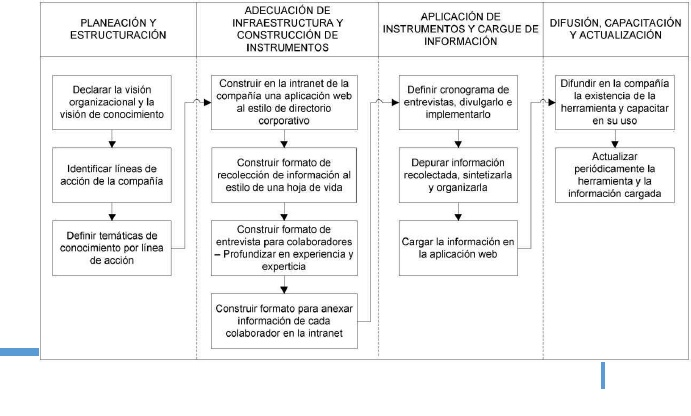 PLANEACIÓN Y
ESTRUCTURACIÓN
ADECUACIÓN DE
INFRAESTRUCTURA Y
CONSTRUCCIÓN DE
INSTRUMENTOS
APLICACIÓN DE
INSTRUMENTOS Y CARGUE DE
INFORMACIÓN
DIFUSIÓN, CAPACITACIÓN
Y ACTUALIZACIÓN
Declarar la visión
organizacional y la
visión de conocimiento
Identificar líneas de
acción de la compañía
Definir temáticas de
conocimiento por línea
de acción
Construir en la intranet de la
compañía una aplicación web
al estilo de directorio
corporativo
Construir formato de
recolección de información al
estilo de una hoja de vida
Construir formato de
entrevista para colaboradores
– Profundizar en experiencia y
experticia
Construir formato para anexar
información de cada
colaborador en la intranet
Definir cronograma de
entrevistas, divulgarlo e
implementarlo
Depurar información
recolectada, sintetizarla
y organizarla
Cargar la información en
la aplicación web
Difundir en la compañía
la existencia de la
herramienta y capacitar
en su uso
Actualizar
periódicamente la
herramienta y la
información cargada